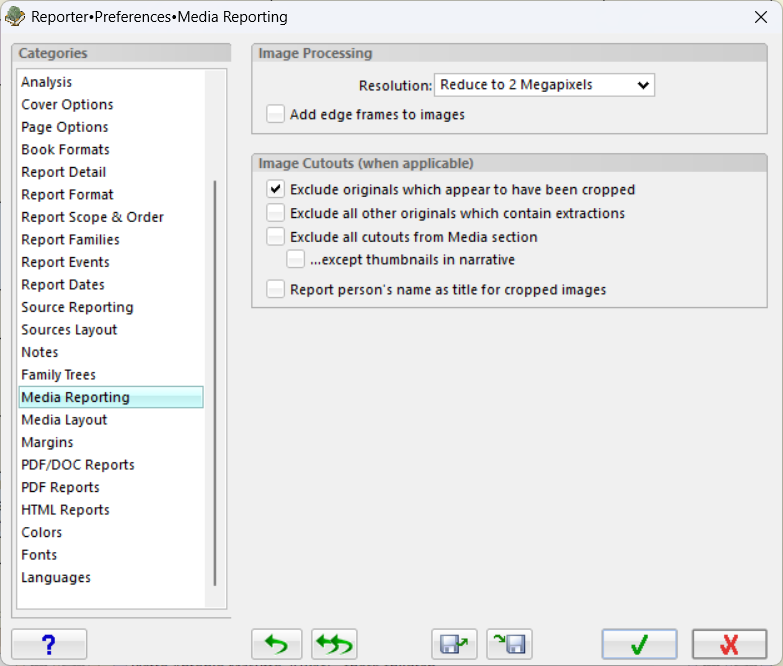 Reporter•Preferences•Media Reporting
Categories
Analysis
Cover Options
Page Options
Book Formats
Report Detail
Report Format
Report Scope & Order
Report Families
Report Events
Report Dates
Source Reporting
Sources Layout
Notes
Family Trees
Media Reporting
Media Layout
Margins
PDF/DOC Reports
PDF Reports
HTML Reports
Colors
Fonts
Languages
Image Processing
Resolution: Reduce to 2 Megapixels
Add edge frames to images
Image Cutouts (when applicable)
Exclude originals which appear to have been cropped
Exclude all other originals which contain extractions
Exclude all cutouts from Media section
...except thumbnails in narrative
Report person's name as title for cropped images
?